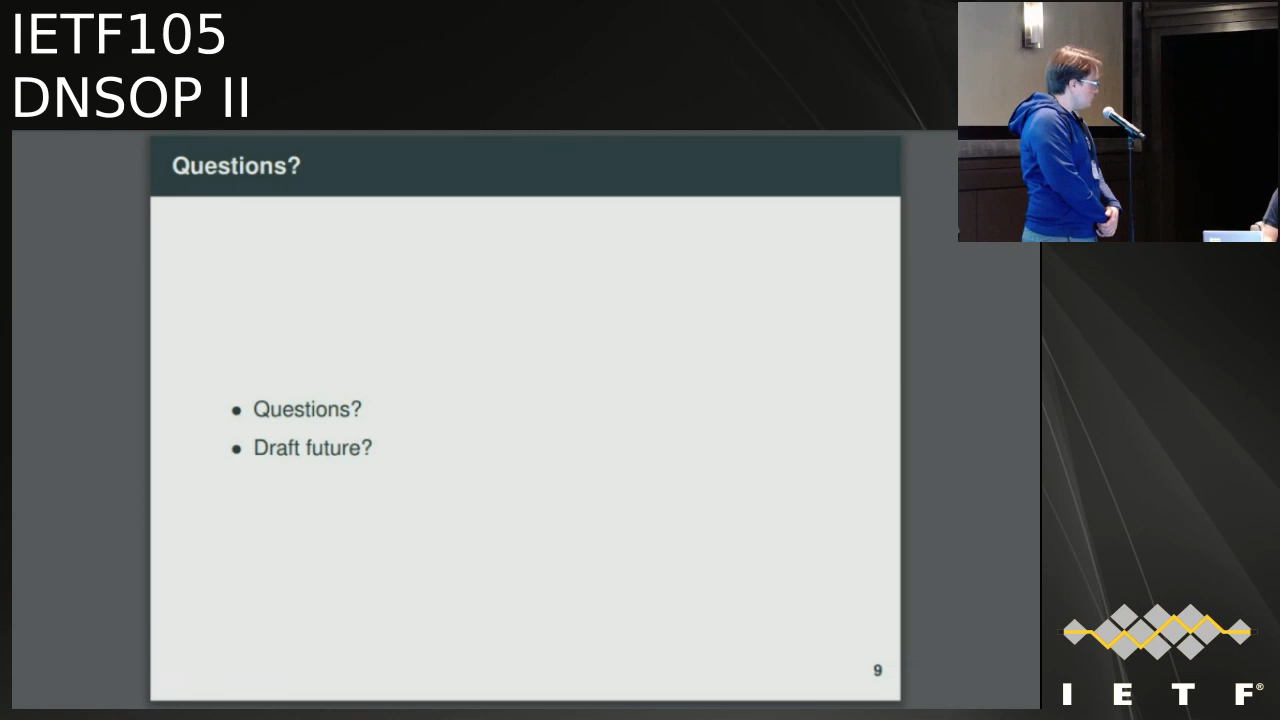 IETF105
DNSOP II
Questions?
● Questions?
● Draft future?
9
I E T F®